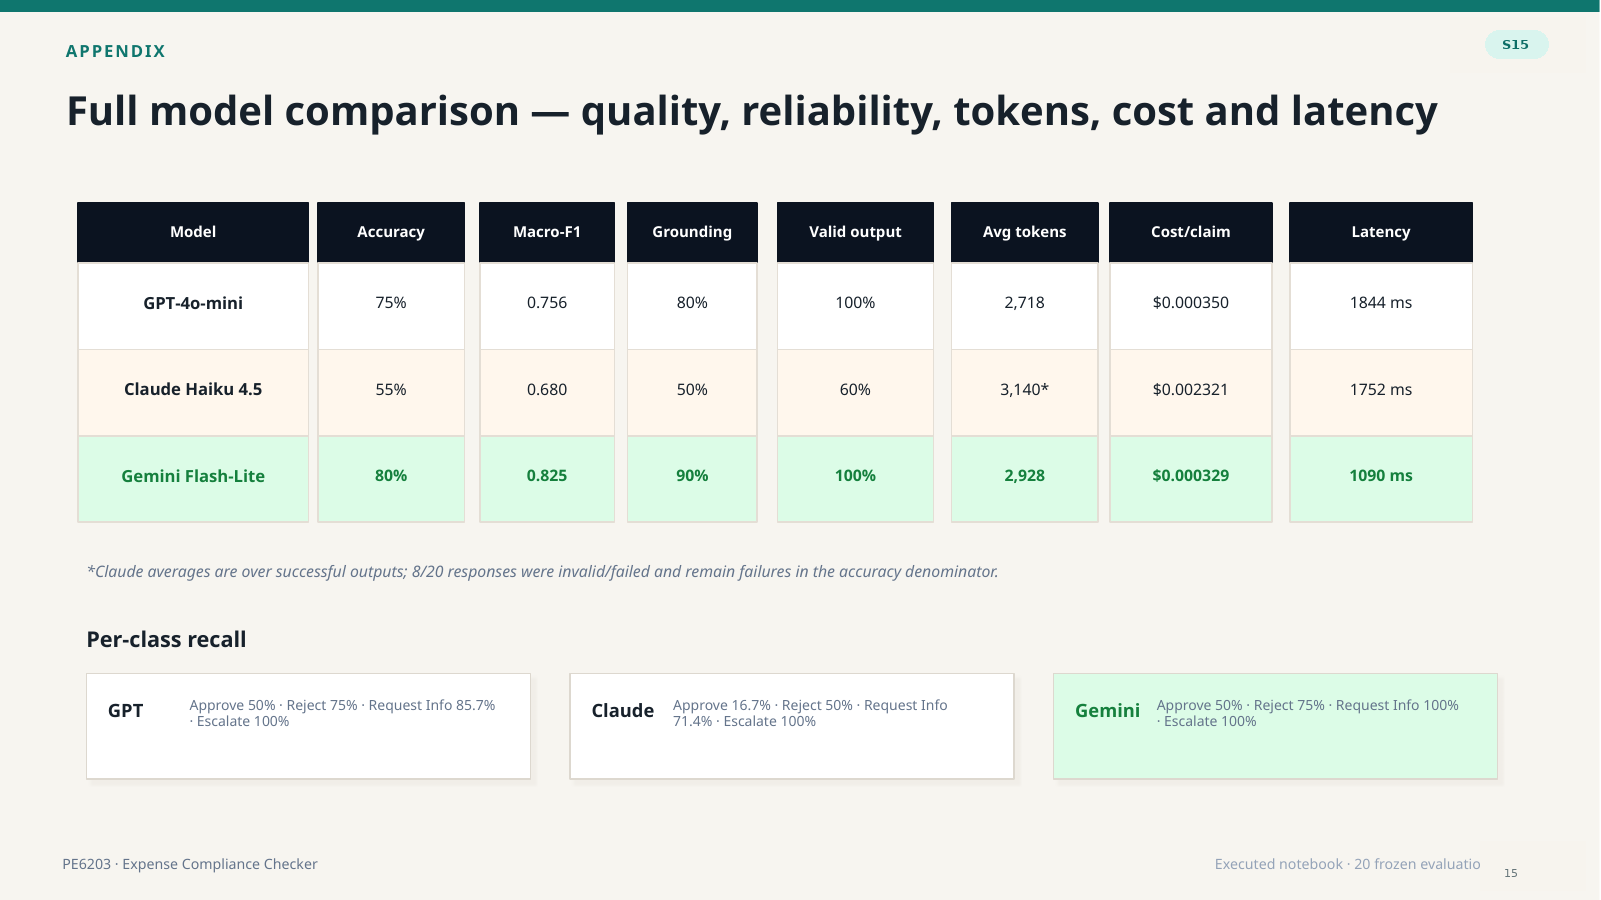 APPENDIX
S15
Full model comparison — quality, reliability, tokens, cost and latency
Model Accuracy Macro-F1 Grounding Valid output Avg tokens Cost/claim Latency
GPT-4o-mini 75% 0.756 80% 100% 2,718 $0.000350 1844 ms
Claude Haiku 4.5 55% 0.680 50% 60% 3,140* $0.002321 1752 ms
Gemini Flash-Lite 80% 0.825 90% 100% 2,928 $0.000329 1090 ms
*Claude averages are over successful outputs; 8/20 responses were invalid/failed and remain failures in the accuracy denominator.
Per-class recall
GPT
Approve 50% · Reject 75% · Request Info 85.7%
· Escalate 100%
Claude
Approve 16.7% · Reject 50% · Request Info
71.4% · Escalate 100%
Gemini
Approve 50% · Reject 75% · Request Info 100%
· Escalate 100%
PE6203 · Expense Compliance Checker
Executed notebook · 20 frozen evaluatio
15